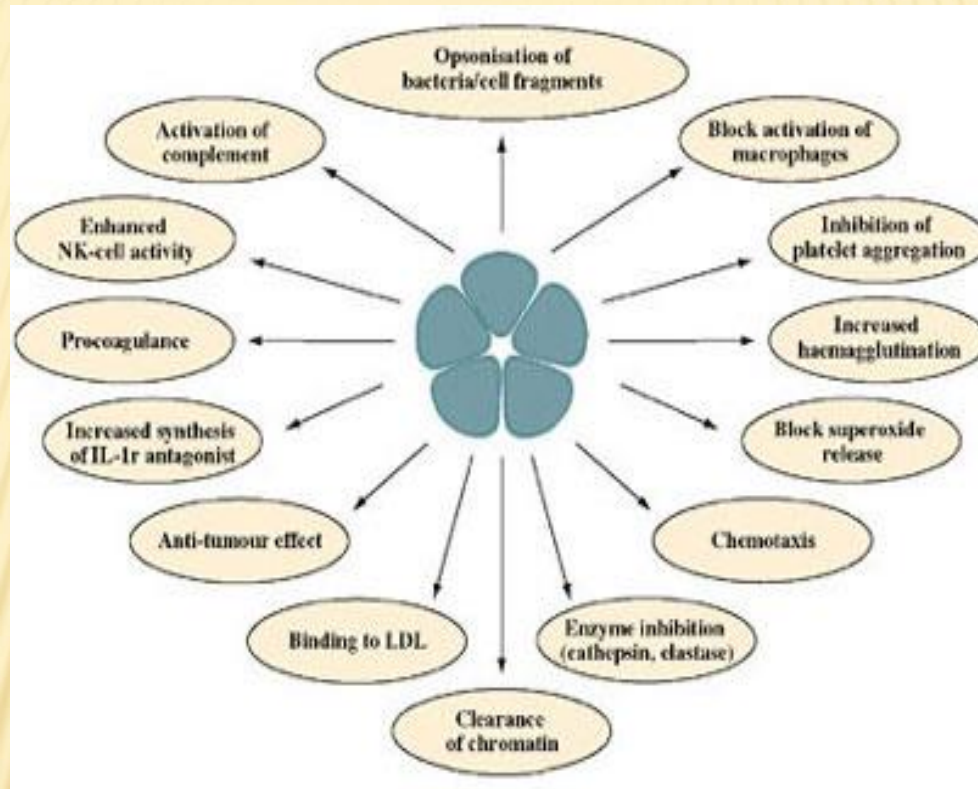 Opsonisation of
bacteria/cell fragments
Activation of
complement
Block activation of
macrophages
Enhanced
NK-cell activity
Inhibition of
platelet aggregation
Procoagulance
Increased
haemagglutination
Increased synthesis
of IL-1r antagonist
Block superoxide
release
Anti-tumour effect
Chemotaxis
Binding to LDL
Enzyme inhibition
(cathepsin, elastase)
Clearance
of chromatin